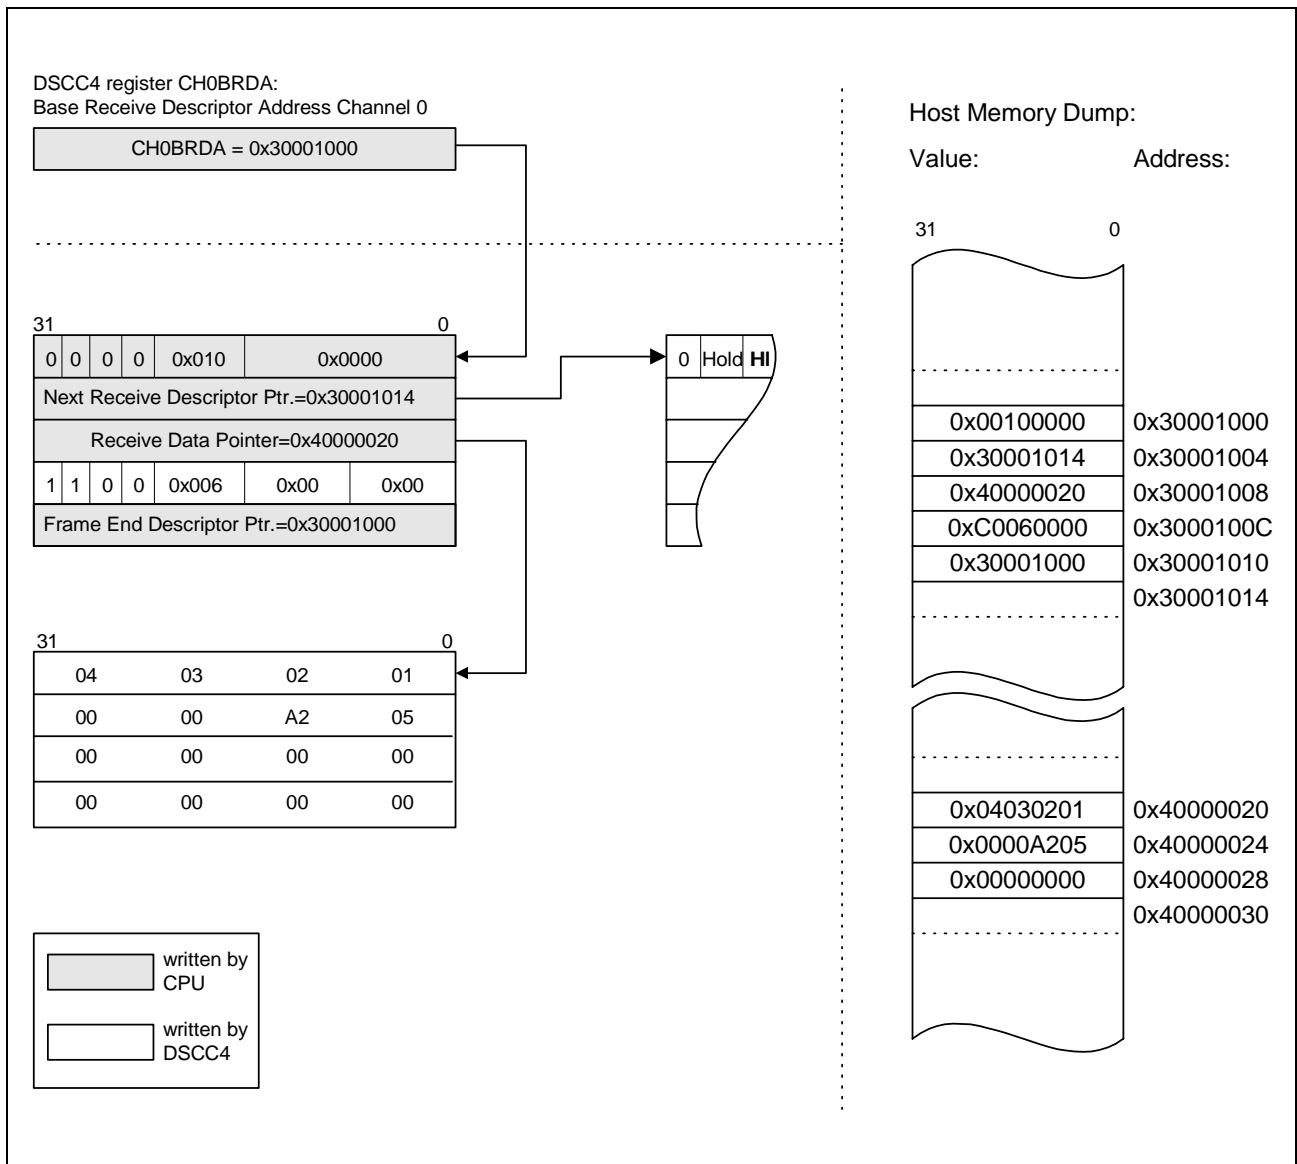 DSCC4 register CH0BRDA:
Base Receive Descriptor Address Channel 0
CH0BRDA = 0x30001000
31 0
0 0 0 0 0x010 0x0000
Next Receive Descriptor Ptr.=0x30001014
Receive Data Pointer=0x40000020
1 1 0 0 0x006 0x00 0x00
Frame End Descriptor Ptr.=0x30001000
0 Hold HI
31 0
04 03 02 01
00 00 A2 05
00 00 00 00
00 00 00 00
written by
CPU
written by
DSCC4
Host Memory Dump:
Value: Address:
31 0
0x00100000 0x30001000
0x30001014 0x30001004
0x40000020 0x30001008
0xC0060000 0x3000100C
0x30001000 0x30001010
0x30001014
0x04030201 0x40000020
0x0000A205 0x40000024
0x00000000 0x40000028
0x40000030